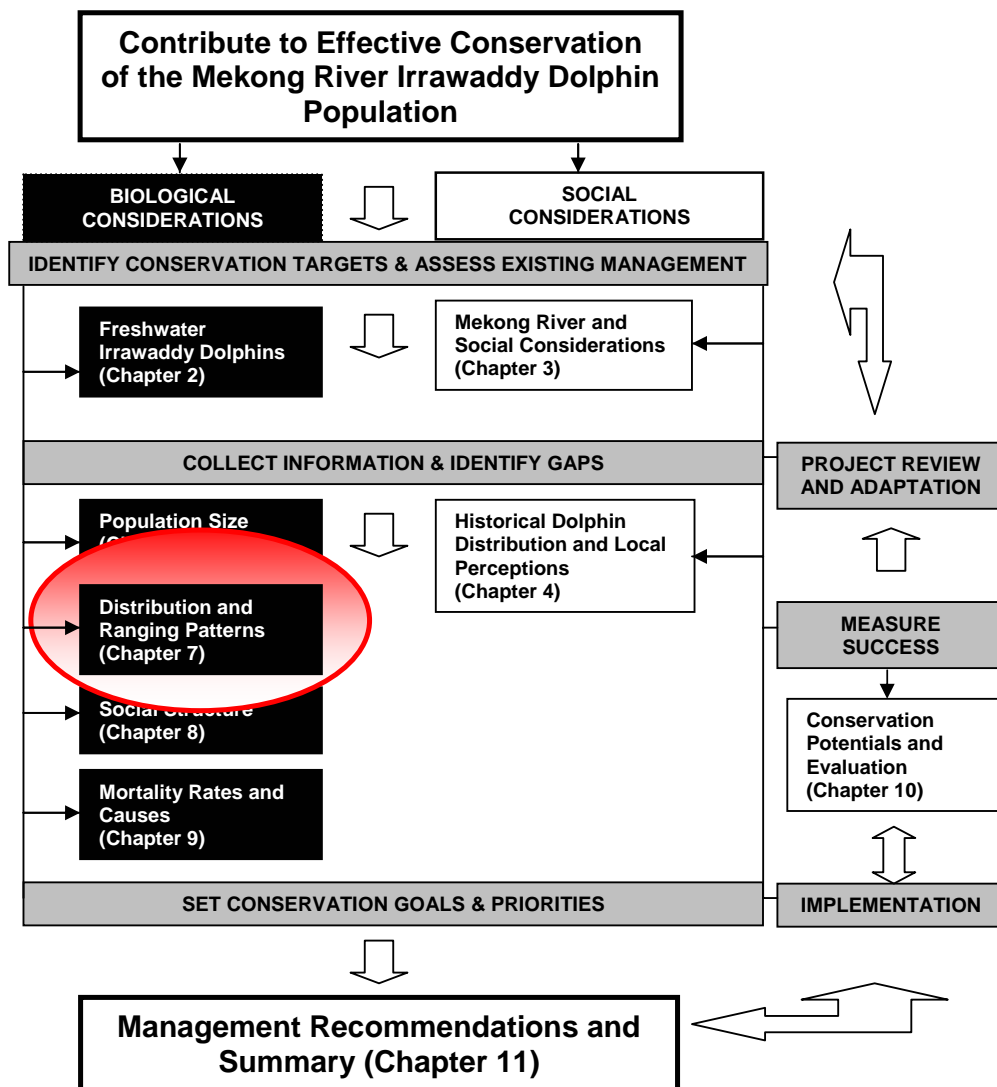 Contribute to Effective Conservation
of the Mekong River Irrawaddy Dolphin
Population
BIOLOGICAL
CONSIDERATIONS
SOCIAL
CONSIDERATIONS
IDENTIFY CONSERVATION TARGETS & ASSESS EXISTING MANAGEMENT
Freshwater
Irrawaddy Dolphins
(Chapter 2)
Mekong River and
Social Considerations
(Chapter 3)
COLLECT INFORMATION & IDENTIFY GAPS
PROJECT REVIEW
AND ADAPTATION
Population Size
Historical Dolphin
Distribution and Local
Perceptions
(Chapter 4)
Distribution and
Ranging Patterns
(Chapter 7)
MEASURE
SUCCESS
Social Structure
(Chapter 8)
Conservation
Potentials and
Evaluation
(Chapter 10)
Mortality Rates and
Causes
(Chapter 9)
SET CONSERVATION GOALS & PRIORITIES
IMPLEMENTATION
Management Recommendations and
Summary (Chapter 11)